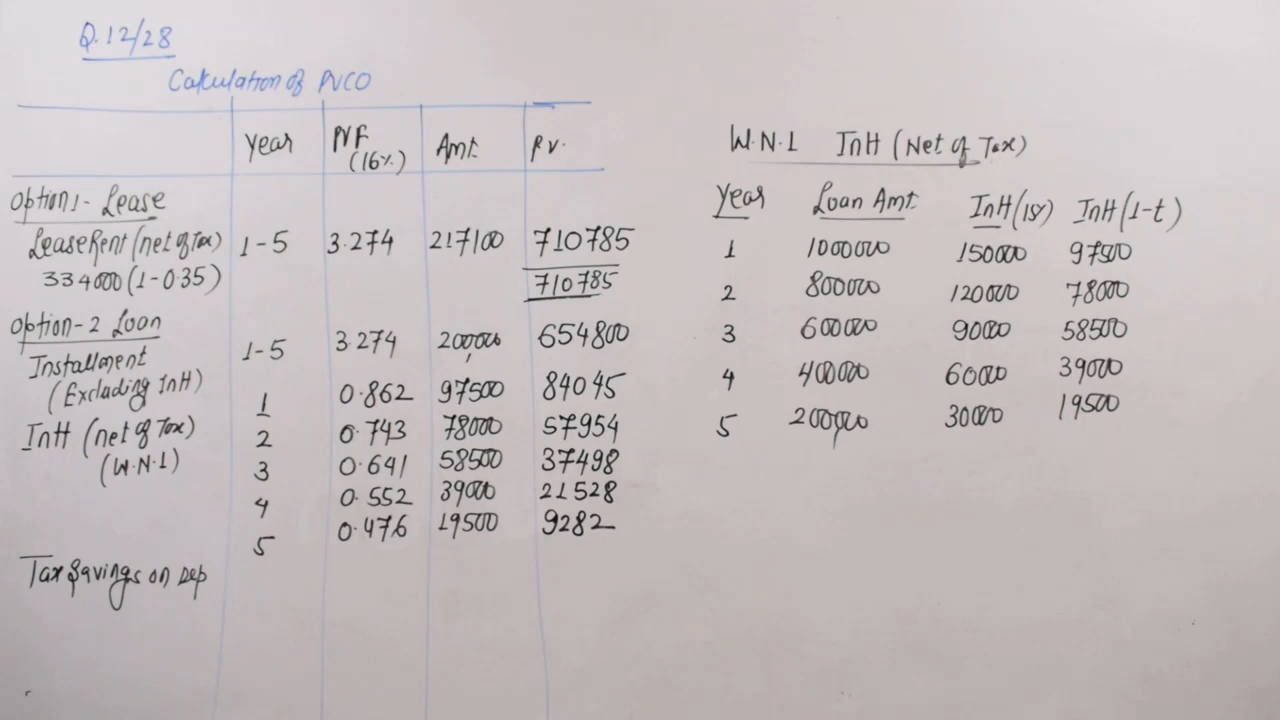 Q.12/28
Calculation of PVCO
Year PVF (16%) Amt. P.V.
Option 1 - Lease
Lease Rent (net of Tax) 1-5 3.274 217100 710785
334000 (1-0.35) 710785
Option-2 Loan
Installment 1-5 3.274 200,000 654800
(Excluding Int)
Int (net of Tax) 1 0.862 97500 84045
(W.N.1) 2 0.743 78000 57954
3 0.641 58500 37498
4 0.552 39000 21528
5 0.476 19500 9282
Tax Savings on Dep
W.N.1 Int (Net of Tax)
Year Loan Amt. Int (15%) Int (1-t)
1 1000000 150000 97500
2 800000 120000 78000
3 600000 90000 58500
4 400000 60000 39000
5 200,000 30000 19500